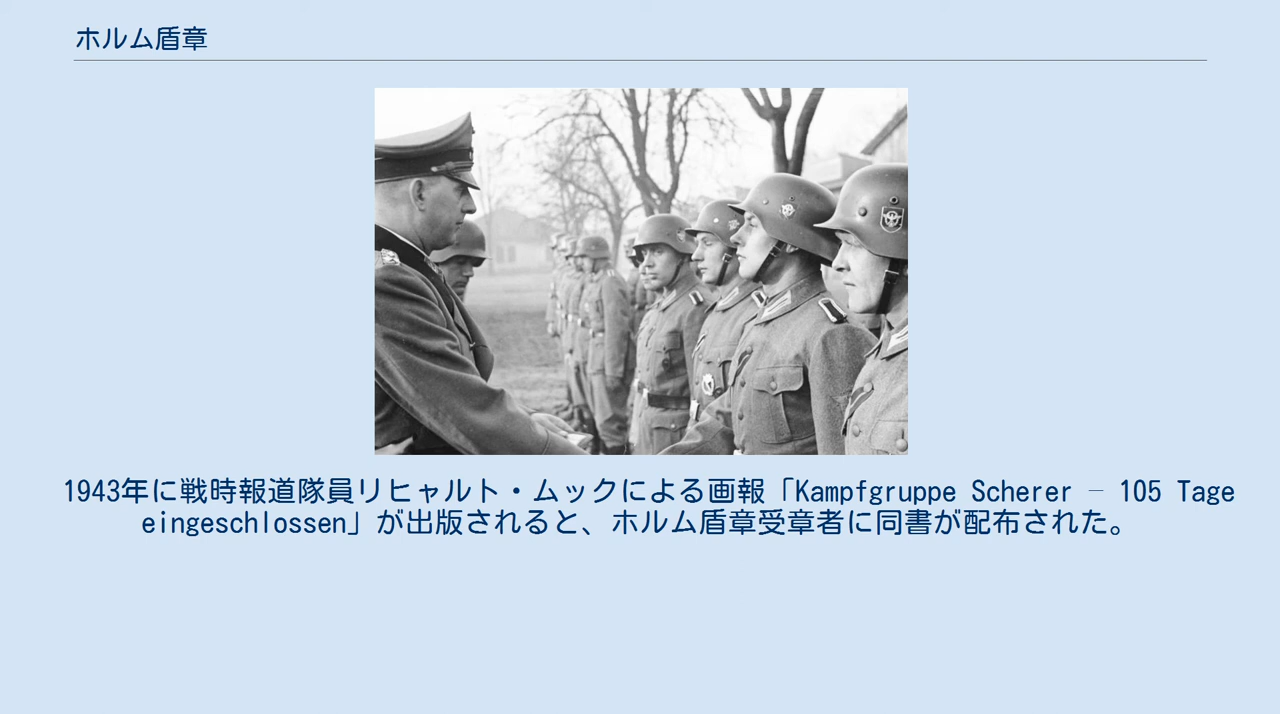 ホルム盾章
1943年に戦時報道隊員リヒャルト・ムックによる画報「Kampfgruppe Scherer – 105 Tage
eingeschlossen」が出版されると、ホルム盾章受章者に同書が配布された。